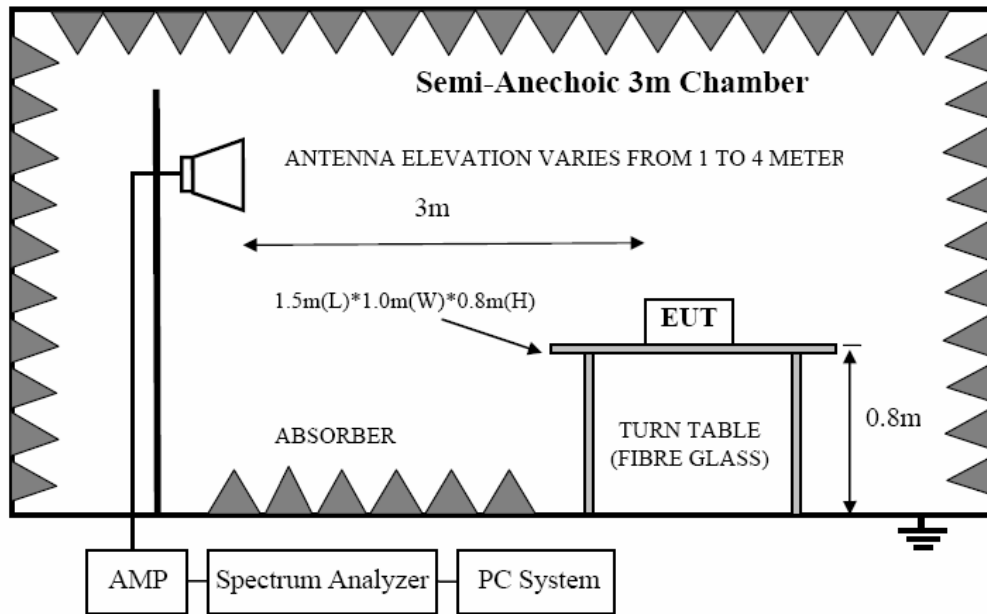 Semi-Anechoic 3m Chamber
ANTENNA ELEVATION VARIES FROM 1 TO 4 METER
3m
1.5m(L)*1.0m(W)*0.8m(H)
EUT
ABSORBER
TURN TABLE
(FIBRE GLASS)
0.8m
AMP
Spectrum Analyzer
PC System